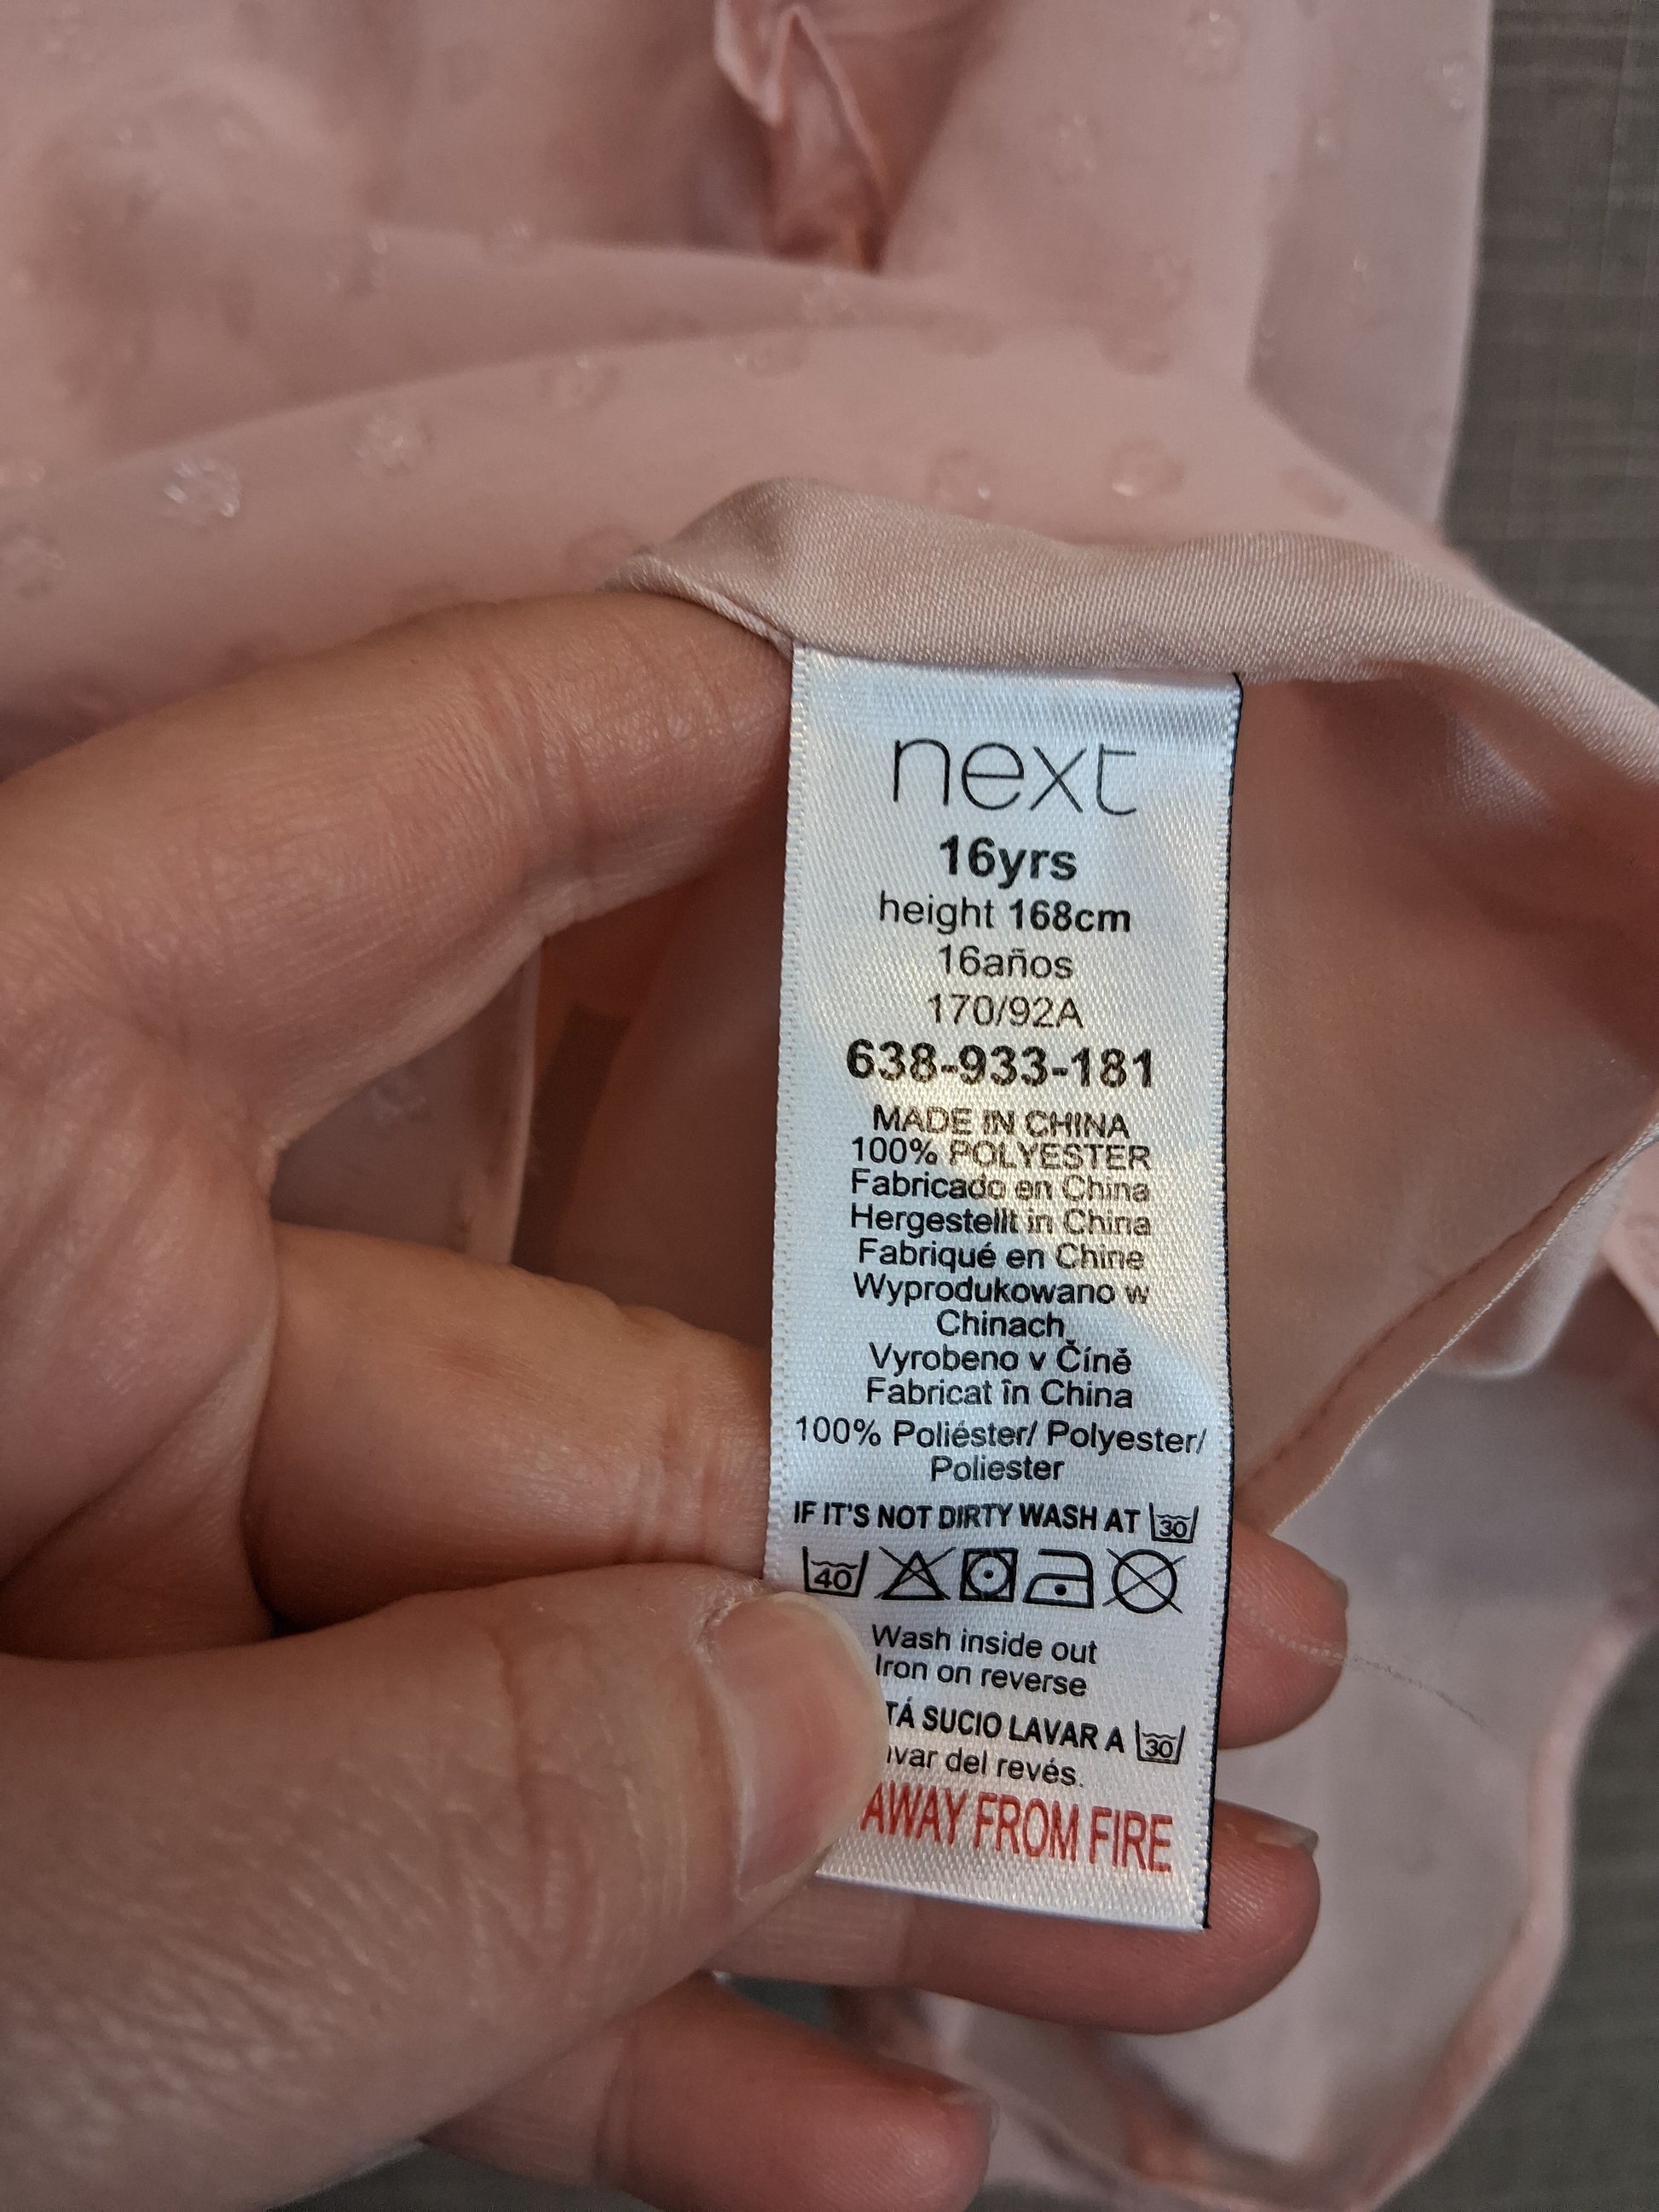 next
16yrs
height 168cm
16años
170/92A
638-933-181
MADE IN CHINA
100% POLYESTER
Fabricado en China
Hergestellt in China
Fabriqué en Chine
Wyprodukowano w
Chinach
Vyrobeno v Číně
Fabricat în China
100% Poliéster/ Polyester/
Poliester
IF IT'S NOT DIRTY WASH AT 30
40
Wash inside out
Iron on reverse
SUCIO LAVAR A 30
del revés.
AWAY FROM FIRE